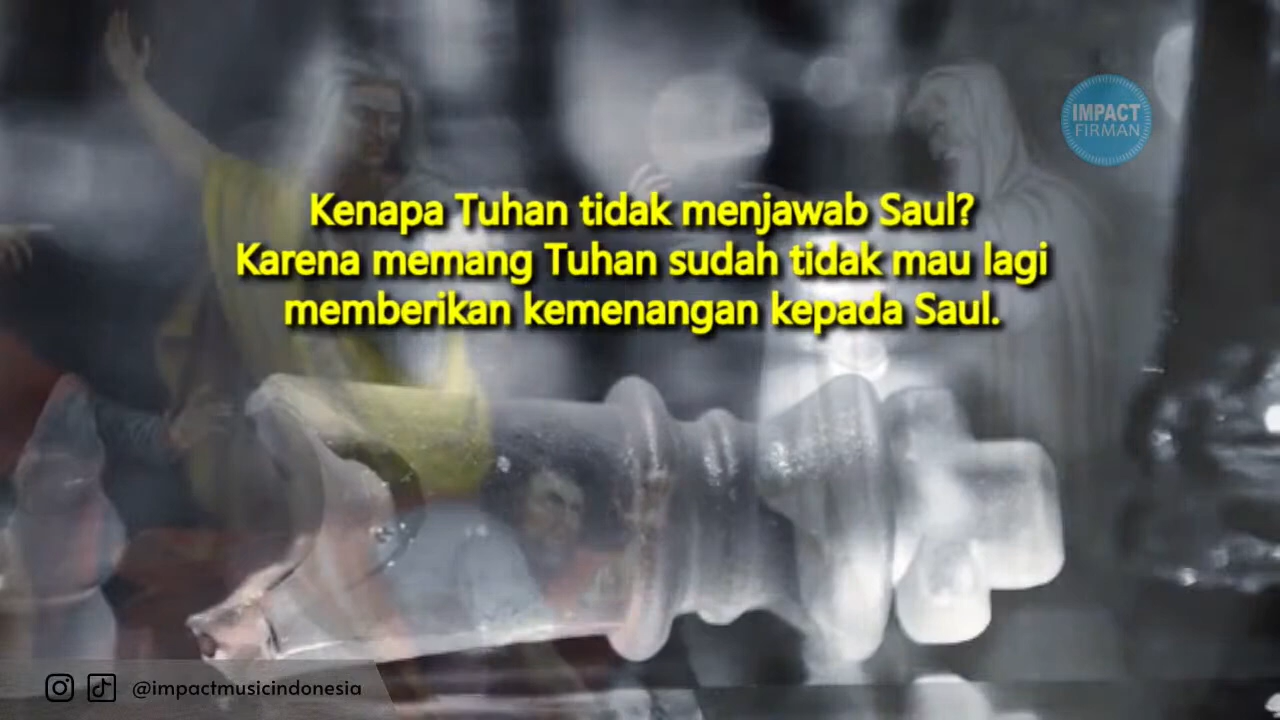 IMPACT
FIRMAN
Kenapa Tuhan tidak menjawab Saul?
Karena memang Tuhan sudah tidak mau lagi
memberikan kemenangan kepada Saul.
@impactmusicindonesia